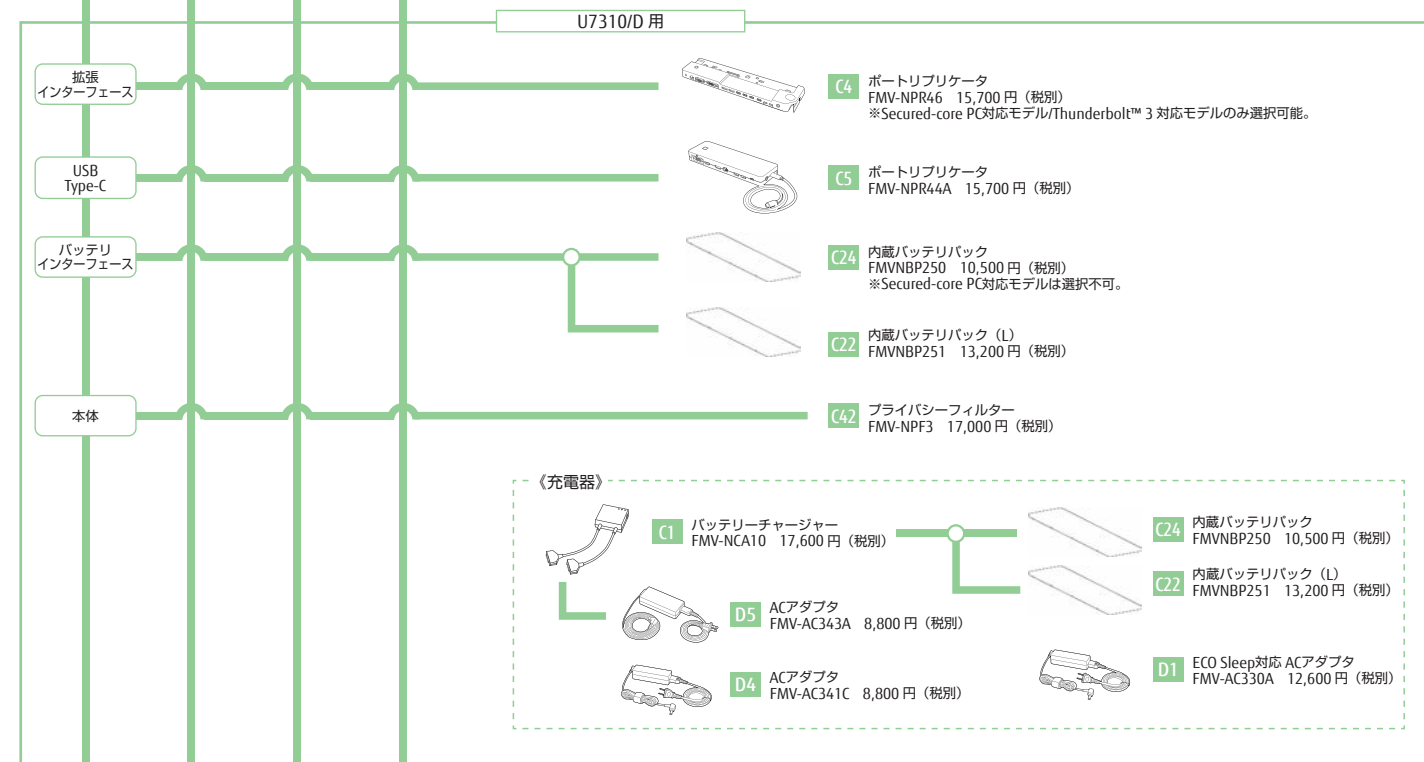 U7310/D 用
拡張
インターフェース
C4
ポートリプリケータ
FMV-NPR46 15,700 円（税別）
※Secured-core PC対応モデル/Thunderbolt™ 3 対応モデルのみ選択可能。
USB
Type-C
C5
ポートリプリケータ
FMV-NPR44A 15,700 円（税別）
バッテリ
インターフェース
C24
内蔵バッテリパック
FMVNBP250 10,500 円（税別）
※Secured-core PC対応モデルは選択不可。
C22
内蔵バッテリパック（L）
FMVNBP251 13,200 円（税別）
本体
C42
プライバシーフィルター
FMV-NPF3 17,000 円（税別）
《充電器》
C1
バッテリーチャージャー
FMV-NCA10 17,600 円（税別）
C24
内蔵バッテリパック
FMVNBP250 10,500 円（税別）
C22
内蔵バッテリパック（L）
FMVNBP251 13,200 円（税別）
D5
ACアダプタ
FMV-AC343A 8,800 円（税別）
D4
ACアダプタ
FMV-AC341C 8,800 円（税別）
D1
ECO Sleep対応 ACアダプタ
FMV-AC330A 12,600 円（税別）